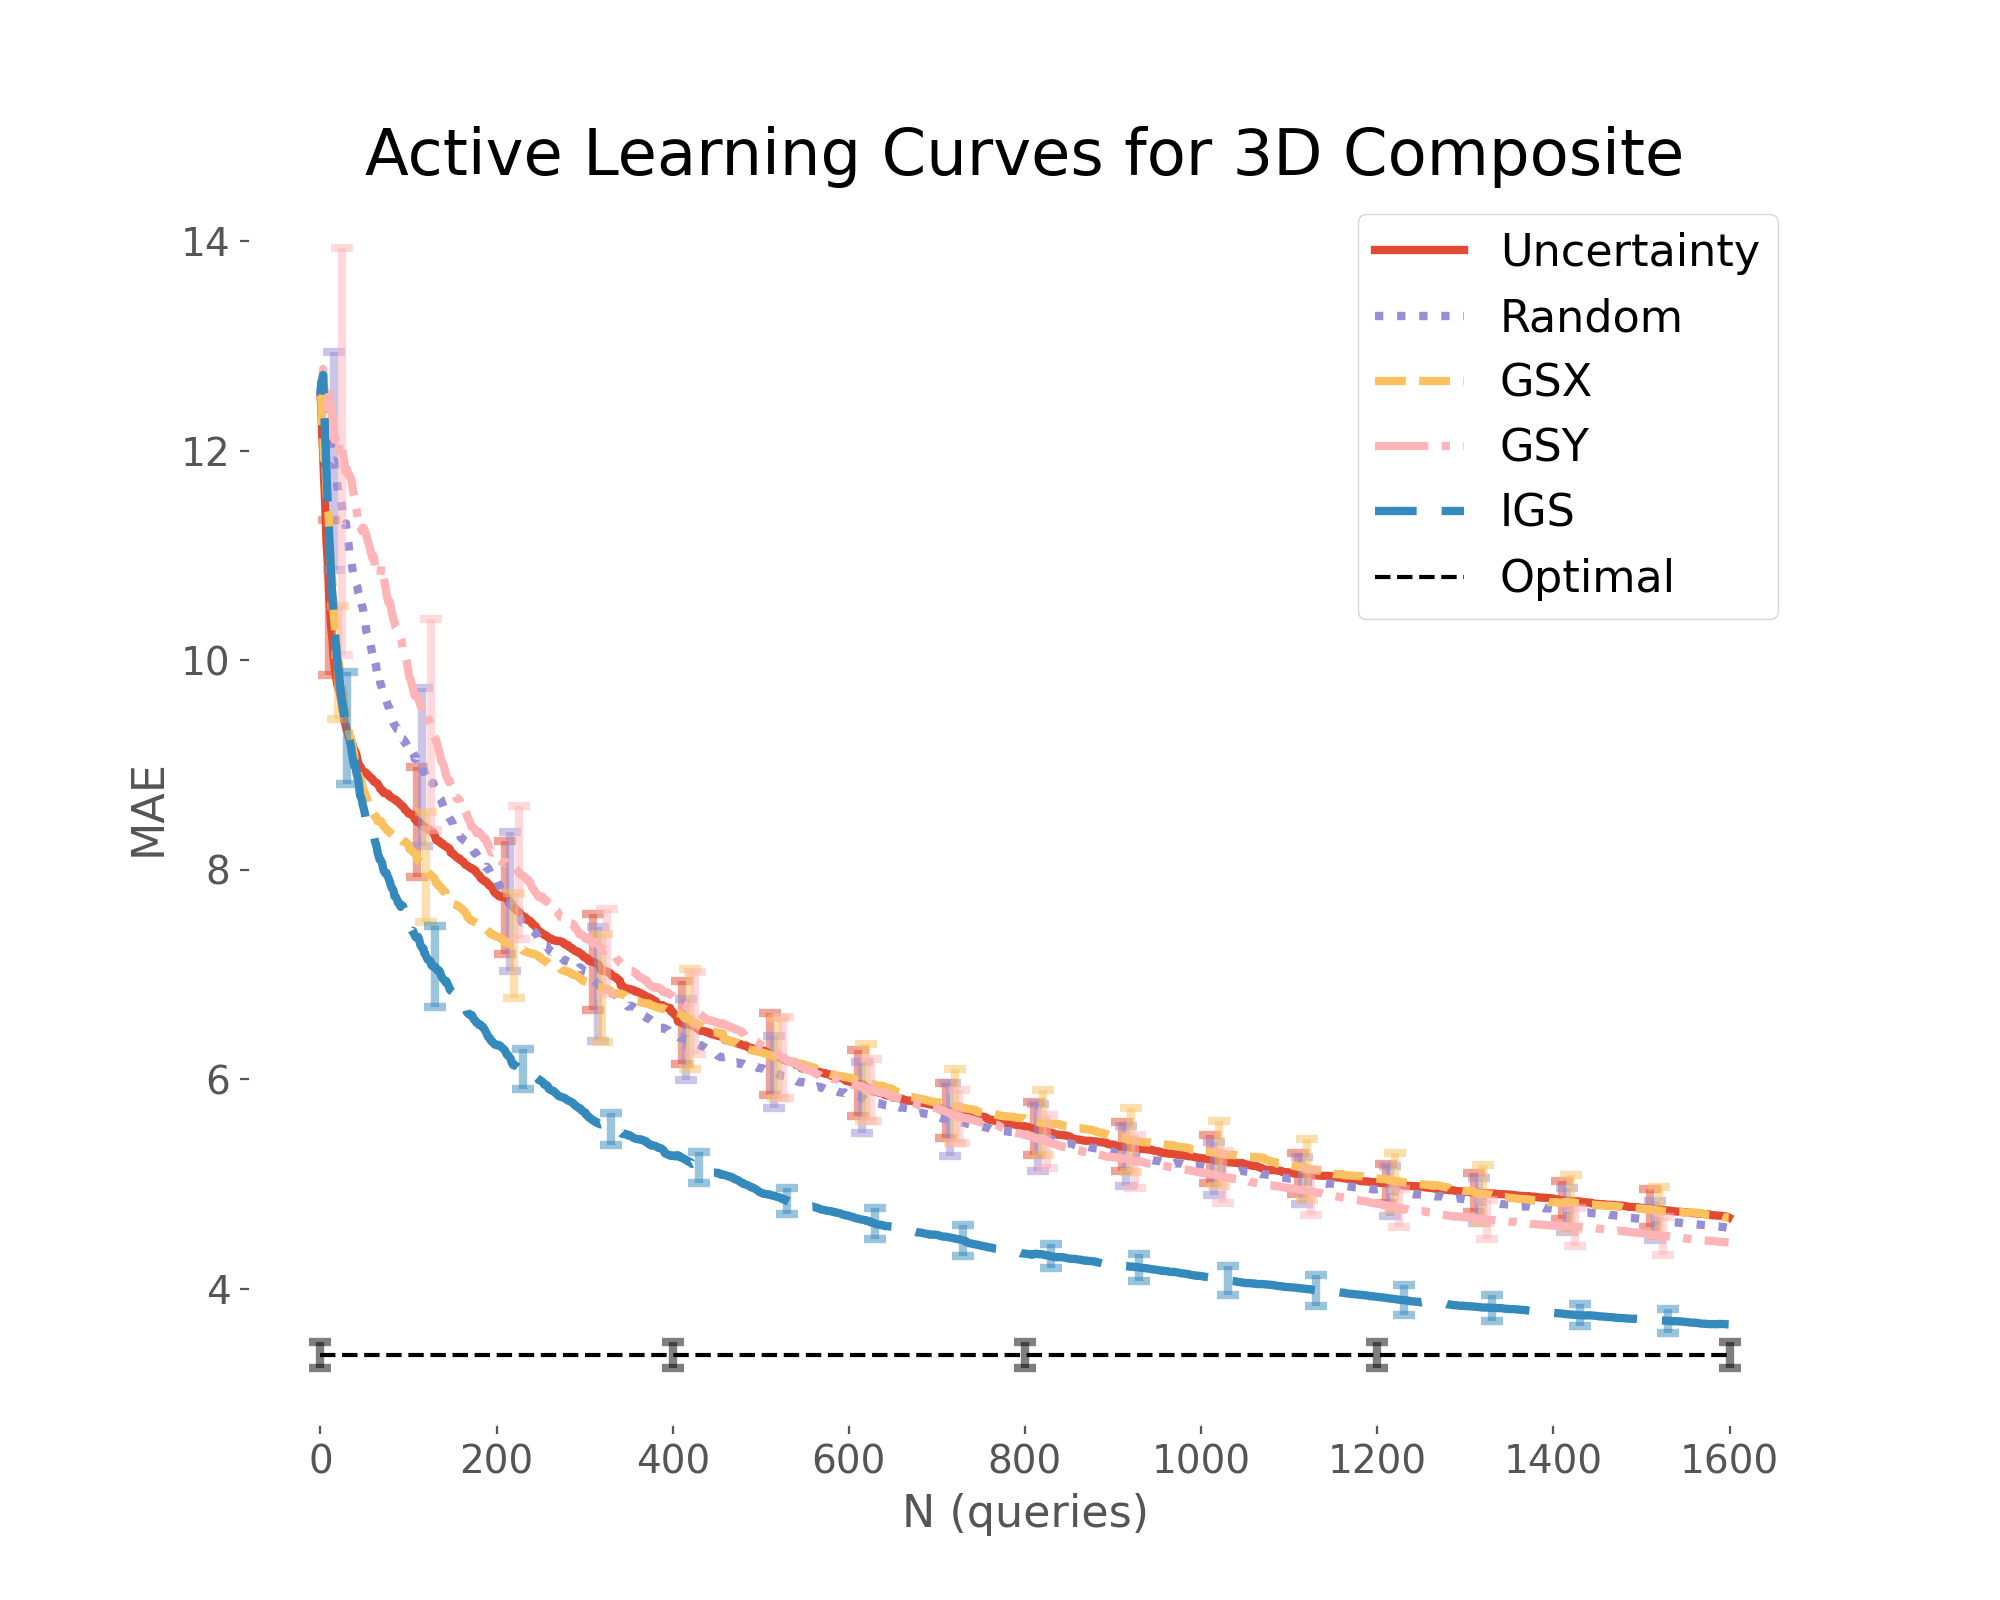 Active Learning Curves for 3D Composite
14
12
10
8
6
4
MAE
Uncertainty
Random
GSX
GSY
IGS
Optimal
0 200 400 600 800 1000 1200 1400 1600
N (queries)